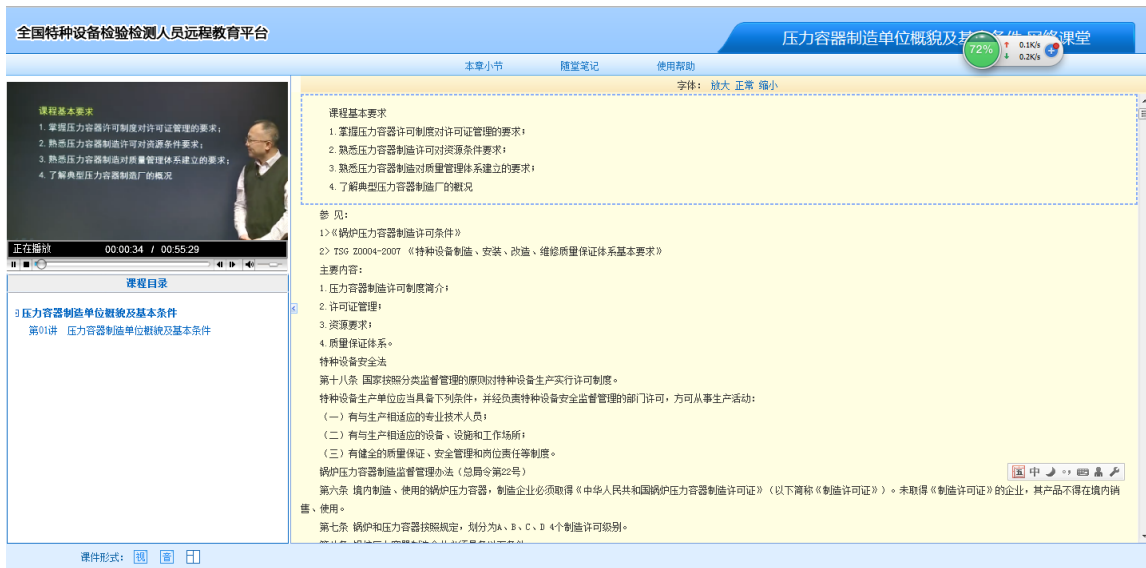 全国特种设备检验检测人员远程教育平台
压力容器制造单位概貌及基本条件 网络课堂
72%
0.1K/s
0.2K/s
本章小节 随堂笔记 使用帮助
字体： 放大 正常 缩小
课程基本要求
1. 掌握压力容器许可制度对许可证管理的要求；
2. 熟悉压力容器制造许可对资源条件要求；
3. 熟悉压力容器制造对质量管理体系建立的要求；
4. 了解典型压力容器制造厂的概况
正在播放 00:00:34 / 00:55:29
课程目录
压力容器制造单位概貌及基本条件
第01讲 压力容器制造单位概貌及基本条件
课程基本要求
1.掌握压力容器许可制度对许可证管理的要求；
2.熟悉压力容器制造许可对资源条件要求；
3.熟悉压力容器制造对质量管理体系建立的要求；
4.了解典型压力容器制造厂的概况
参 见：
1>《锅炉压力容器制造许可条件》
2> TSG Z0004-2007 《特种设备制造、安装、改造、维修质量保证体系基本要求》
主要内容：
1.压力容器制造许可制度简介；
2.许可证管理；
3.资源要求；
4.质量保证体系。
特种设备安全法
第十八条 国家按照分类监督管理的原则对特种设备生产实行许可制度。
特种设备生产单位应当具备下列条件，并经负责特种设备安全监督管理的部门许可，方可从事生产活动：
（一）有与生产相适应的专业技术人员；
（二）有与生产相适应的设备、设施和工作场所；
（三）有健全的质量保证、安全管理和岗位责任等制度。
锅炉压力容器制造监督管理办法（总局令第22号）
五 中
第六条 境内制造、使用的锅炉压力容器，制造企业必须取得《中华人民共和国锅炉压力容器制造许可证》（以下简称《制造许可证》）。未取得《制造许可证》的企业，其产品不得在境内销
售、使用。
第七条 锅炉和压力容器按照规定，划分为A、B、C、D 4个制造许可级别。
课件形式： 视 音